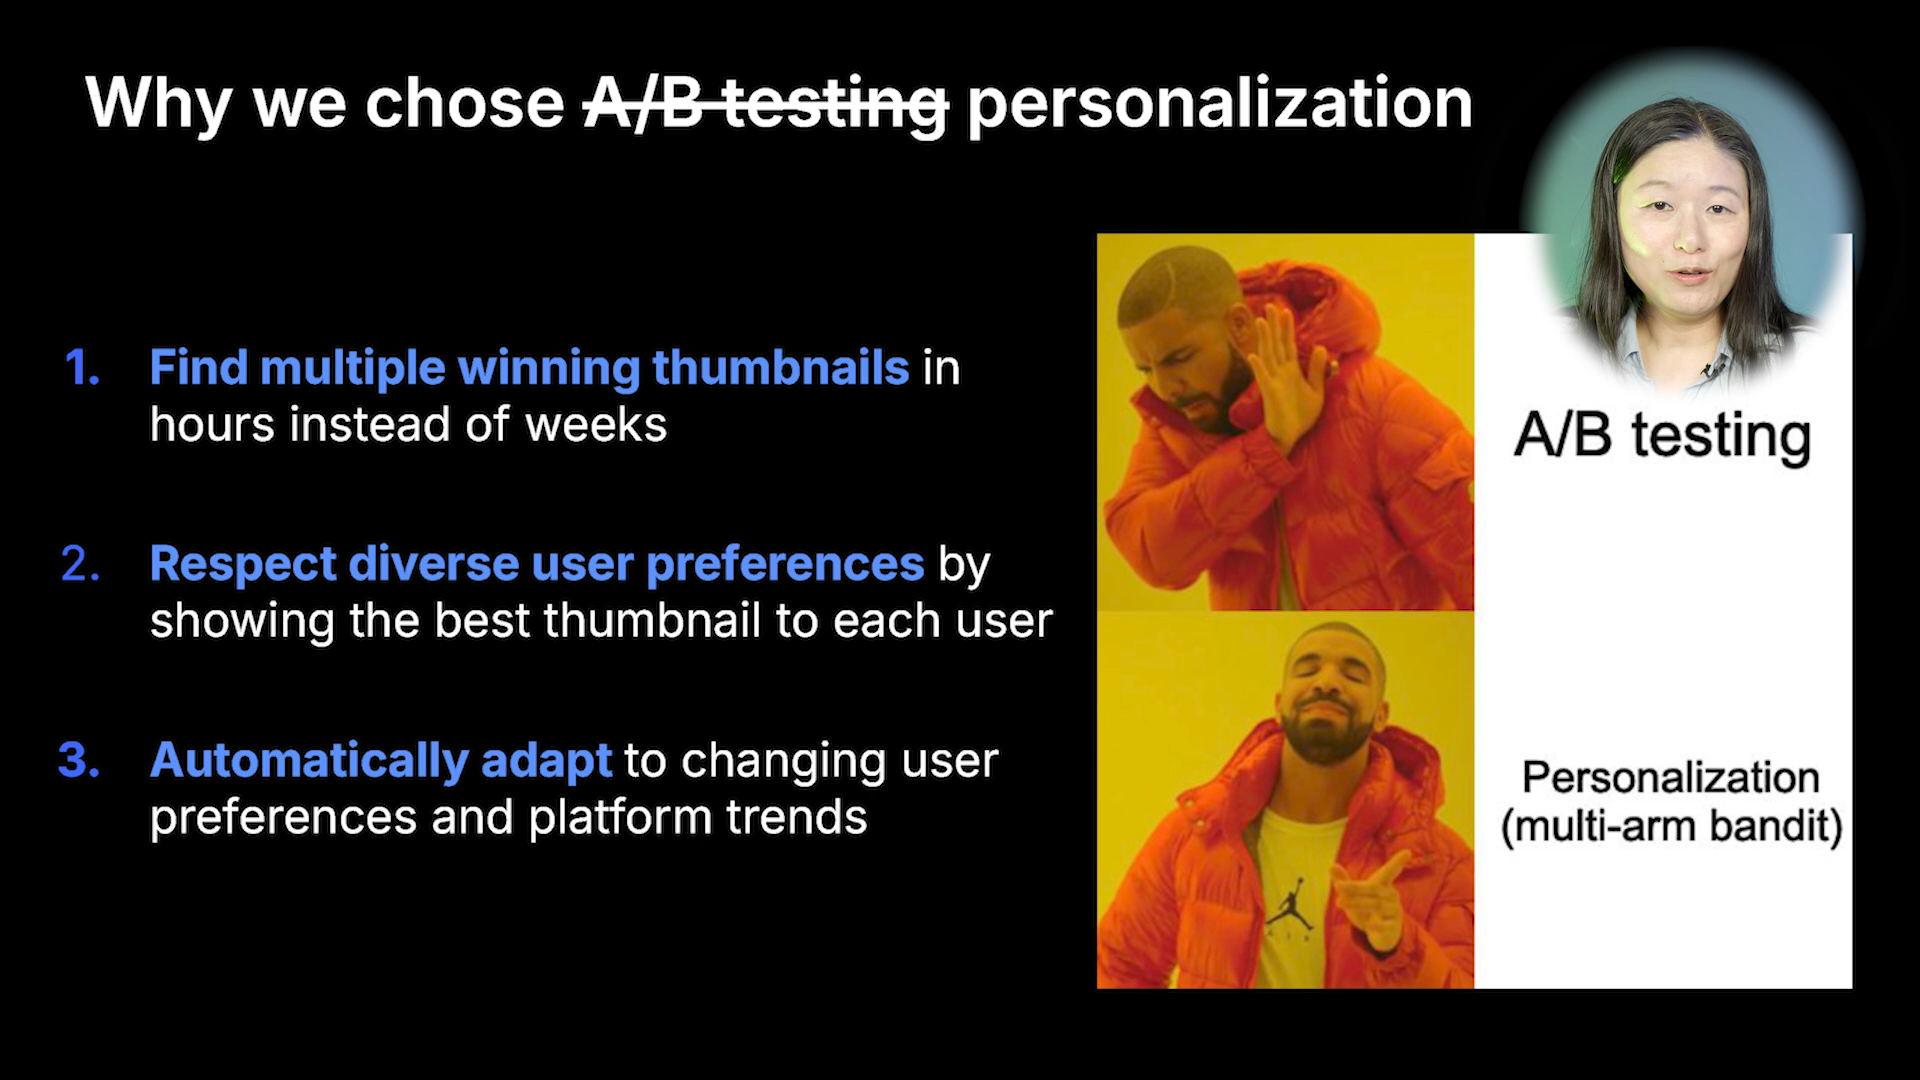 Why we chose A/B testing personalization
1. Find multiple winning thumbnails in
hours instead of weeks
2. Respect diverse user preferences by
showing the best thumbnail to each user
3. Automatically adapt to changing user
preferences and platform trends
A/B testing
Personalization
(multi-arm bandit)